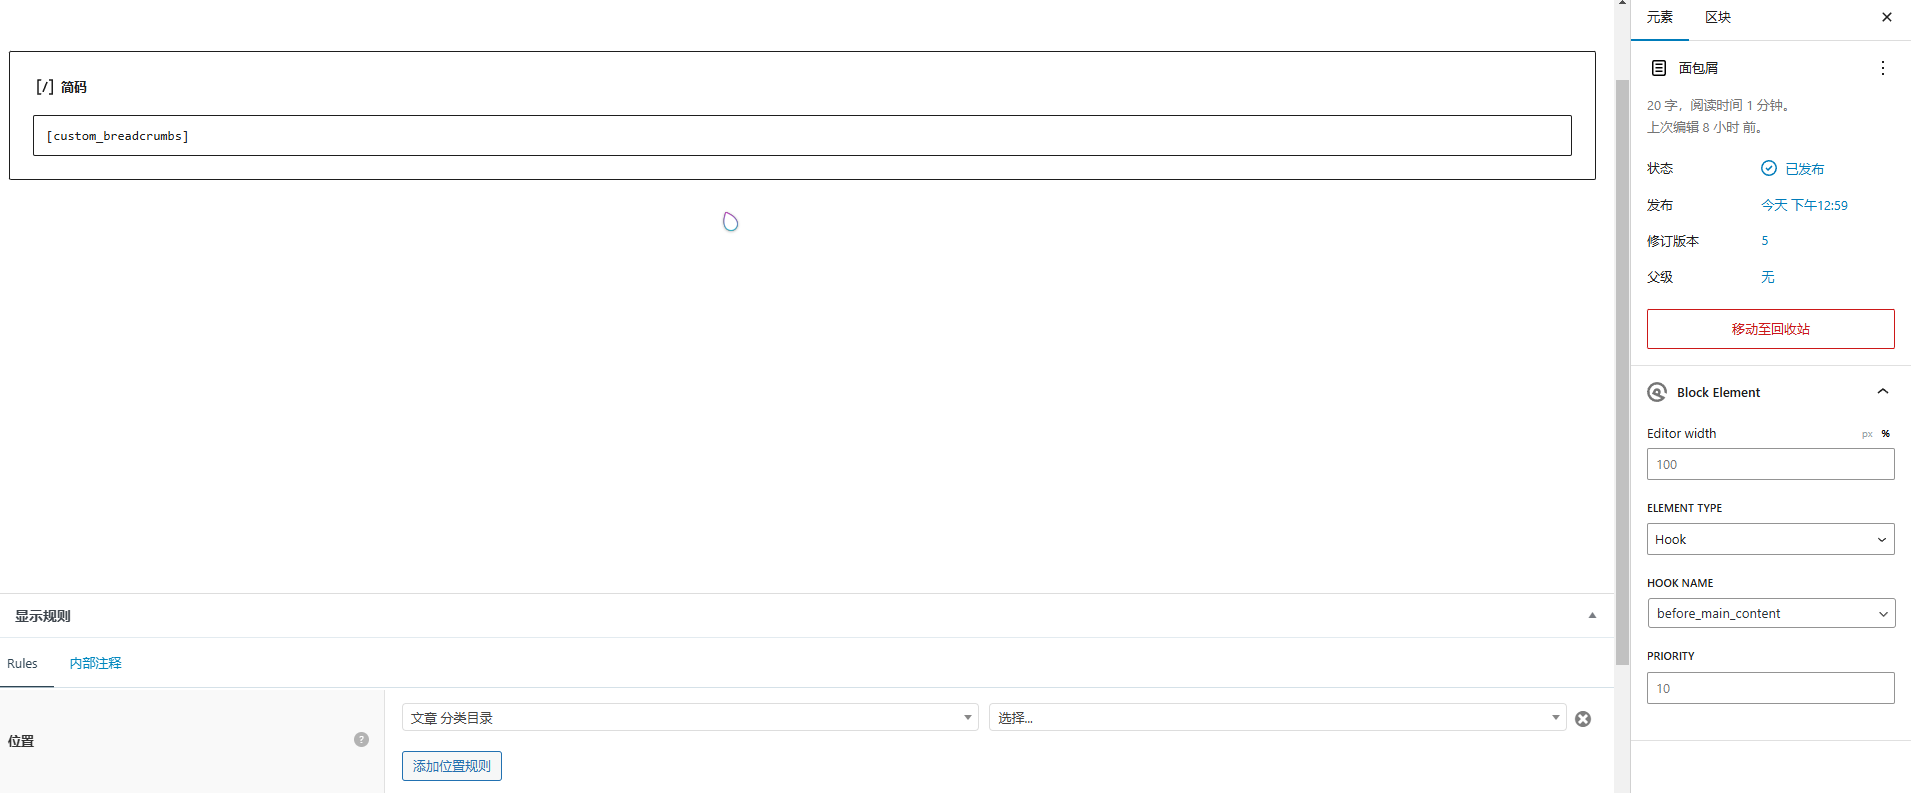 [/] 简码
[custom_breadcrumbs]
显示规则
Rules 内部注释
位置 ?
文章 分类目录 选择...
添加位置规则
元素 区块
面包屑
20 字，阅读时间 1 分钟。
上次编辑 8 小时 前。
状态 已发布
发布 今天 下午12:59
修订版本 5
父级 无
移动至回收站
Block Element
Editor width px %
100
ELEMENT TYPE
Hook
HOOK NAME
before_main_content
PRIORITY
10